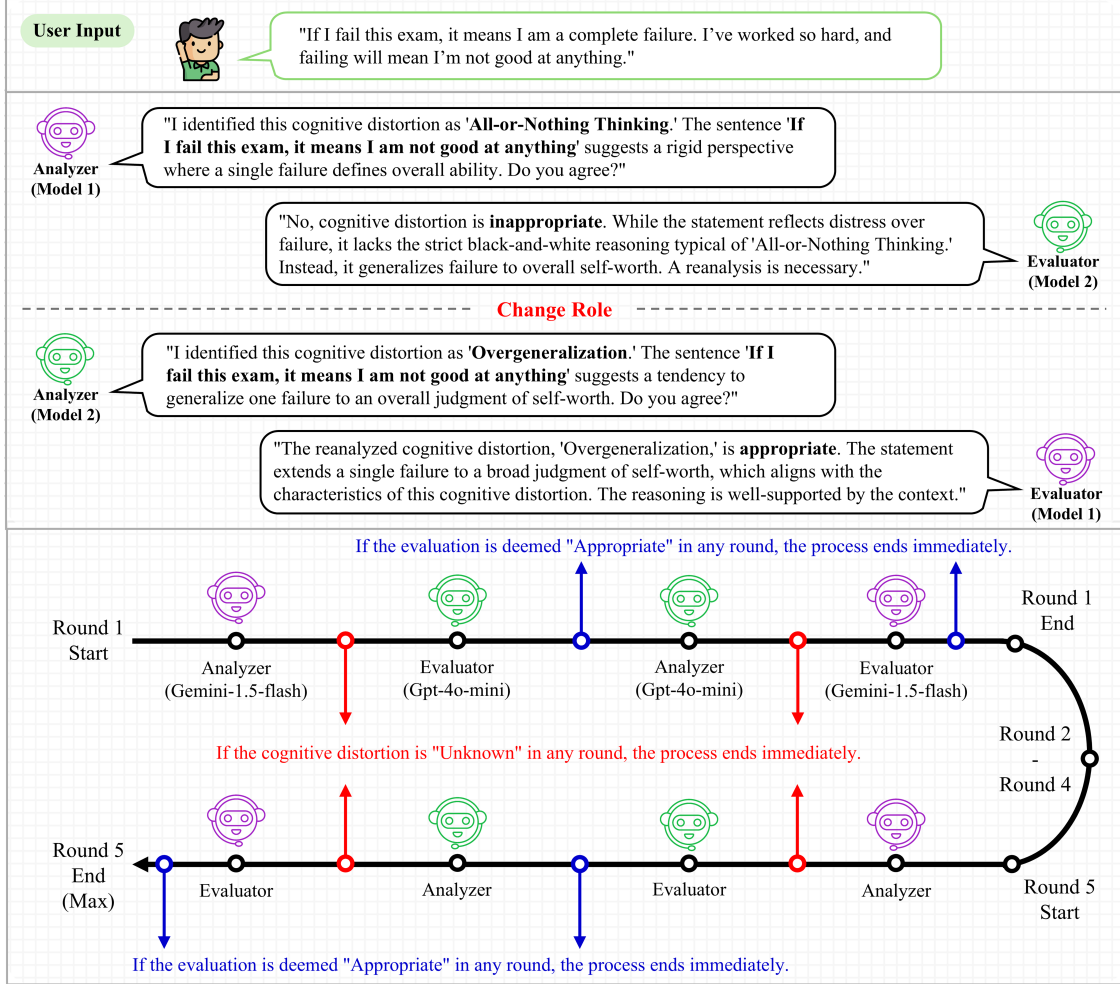 User Input
"If I fail this exam, it means I am a complete failure. I've worked so hard, and
failing will mean I'm not good at anything."
Analyzer
(Model 1)
"I identified this cognitive distortion as 'All-or-Nothing Thinking.' The sentence 'If
I fail this exam, it means I am not good at anything' suggests a rigid perspective
where a single failure defines overall ability. Do you agree?"
"No, cognitive distortion is inappropriate. While the statement reflects distress over
failure, it lacks the strict black-and-white reasoning typical of 'All-or-Nothing Thinking.'
Instead, it generalizes failure to overall self-worth. A reanalysis is necessary."
Evaluator
(Model 2)
Change Role
Analyzer
(Model 2)
"I identified this cognitive distortion as 'Overgeneralization.' The sentence 'If I
fail this exam, it means I am not good at anything' suggests a tendency to
generalize one failure to an overall judgment of self-worth. Do you agree?"
"The reanalyzed cognitive distortion, 'Overgeneralization,' is appropriate. The statement
extends a single failure to a broad judgment of self-worth, which aligns with the
characteristics of this cognitive distortion. The reasoning is well-supported by the context."
Evaluator
(Model 1)
If the evaluation is deemed "Appropriate" in any round, the process ends immediately.
Round 1
Start
Analyzer
(Gemini-1.5-flash)
Evaluator
(Gpt-4o-mini)
Analyzer
(Gpt-4o-mini)
Evaluator
(Gemini-1.5-flash)
Round 1
End
If the cognitive distortion is "Unknown" in any round, the process ends immediately.
Round 2
-
Round 4
Round 5
End
(Max)
Evaluator
Analyzer
Evaluator
Analyzer
Round 5
Start
If the evaluation is deemed "Appropriate" in any round, the process ends immediately.